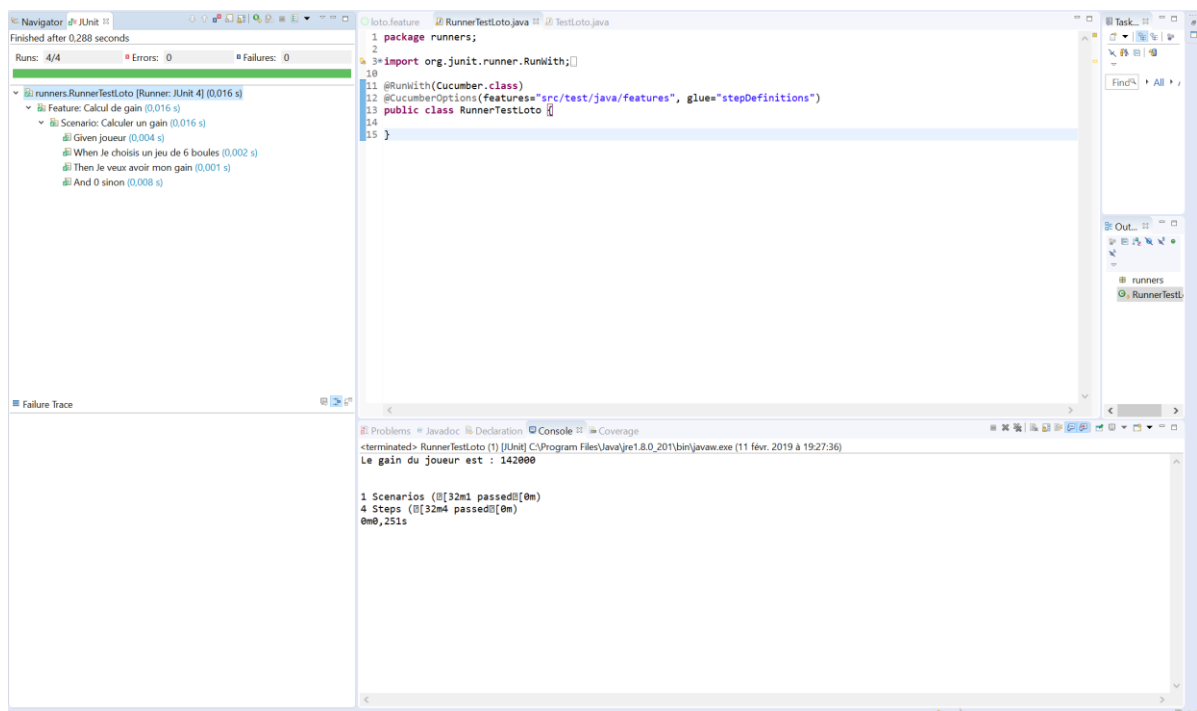 Navigator JUnit
Finished after 0,288 seconds
Runs: 4/4 Errors: 0 Failures: 0
runners.RunnerTestLoto [Runner: JUnit 4] (0,016 s)
Feature: Calcul de gain (0,016 s)
Scenario: Calculer un gain (0,016 s)
Given joueur (0,004 s)
When Je choisis un jeu de 6 boules (0,002 s)
Then Je veux avoir mon gain (0,001 s)
And 0 sinon (0,008 s)
Failure Trace
loto.feature RunnerTestLoto.java TestLoto.java
1 package runners;
2
3 import org.junit.runner.RunWith;
10
11 @RunWith(Cucumber.class)
12 @CucumberOptions(features="src/test/java/features", glue="stepDefinitions")
13 public class RunnerTestLoto {
14
15 }
Task...
Find All
Out...
runners
RunnerTestL
Problems Javadoc Declaration Console Coverage
<terminated> RunnerTestLoto (1) [JUnit] C:\Program Files\Java\jre1.8.0_201\bin\javaw.exe (11 févr. 2019 à 19:27:36)
Le gain du joueur est : 142000
1 Scenarios ([32m1 passed[0m)
4 Steps ([32m4 passed[0m)
0m0,251s